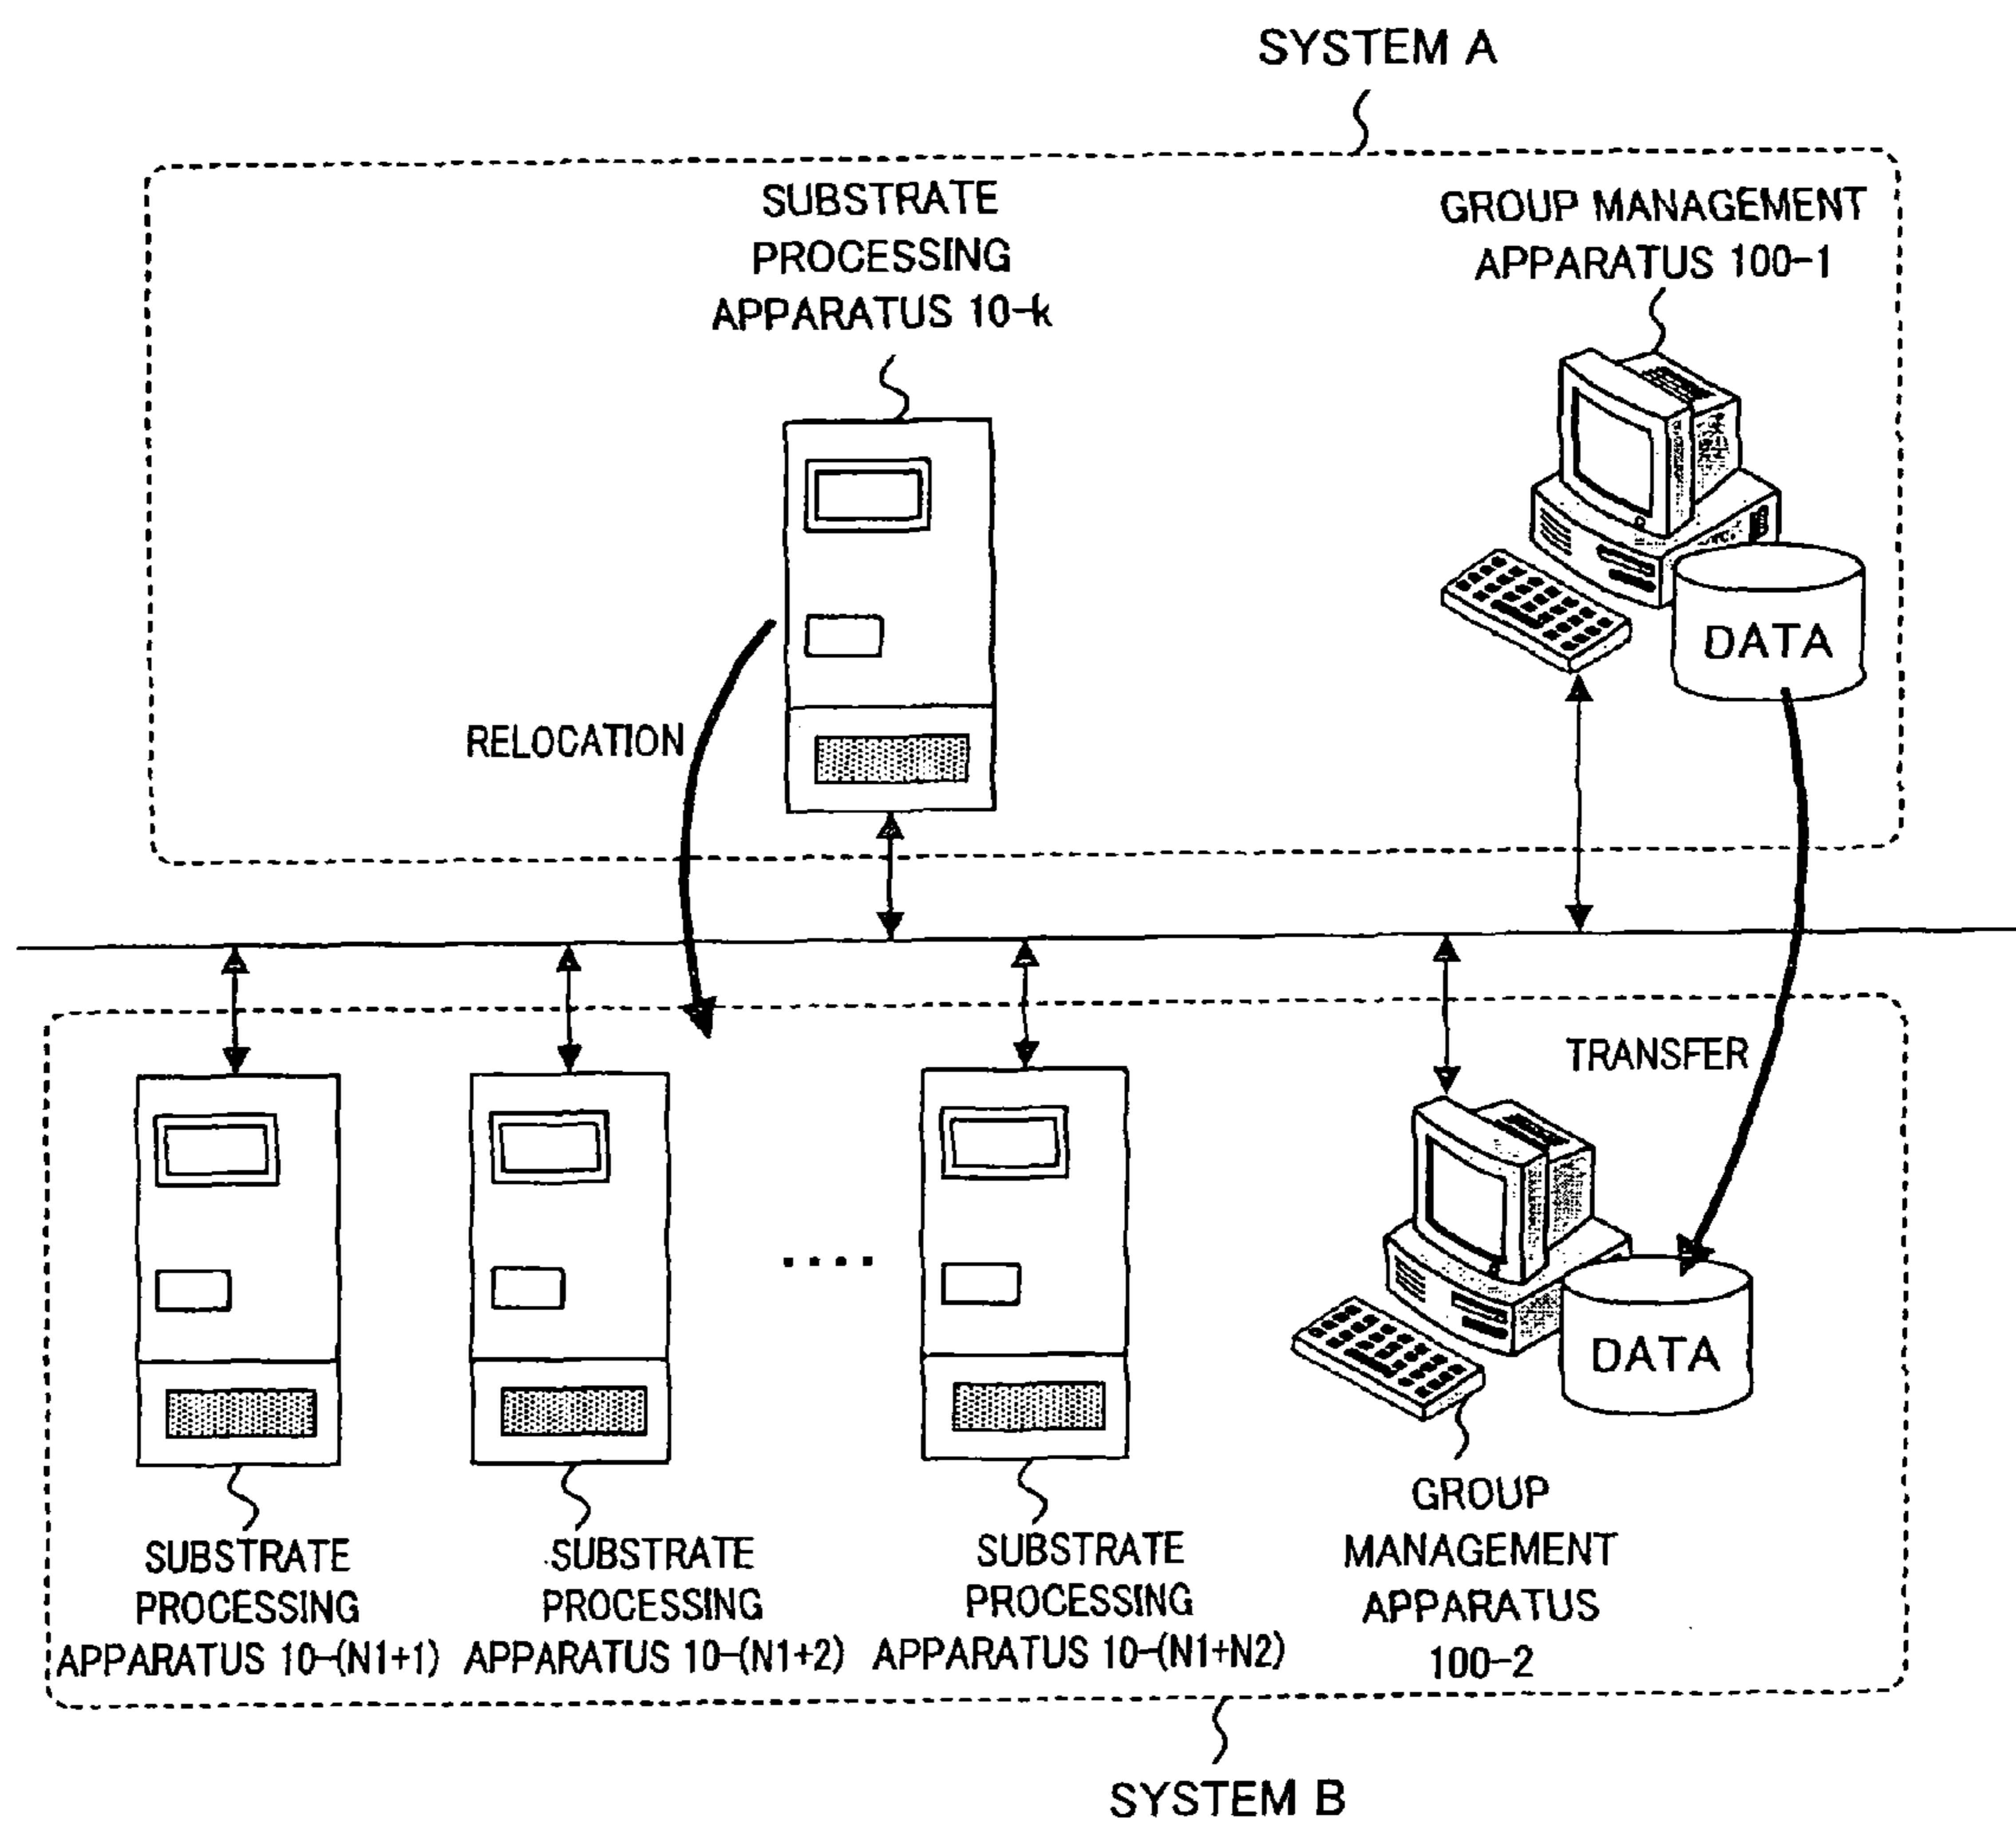 SYSTEM A
SUBSTRATE
PROCESSING
APPARATUS 10-k
GROUP MANAGEMENT
APPARATUS 100-1
DATA
RELOCATION
TRANSFER
DATA
SUBSTRATE
PROCESSING
APPARATUS 10-(N1+1)
SUBSTRATE
PROCESSING
APPARATUS 10-(N1+2)
SUBSTRATE
PROCESSING
APPARATUS 10-(N1+N2)
GROUP
MANAGEMENT
APPARATUS
100-2
SYSTEM B